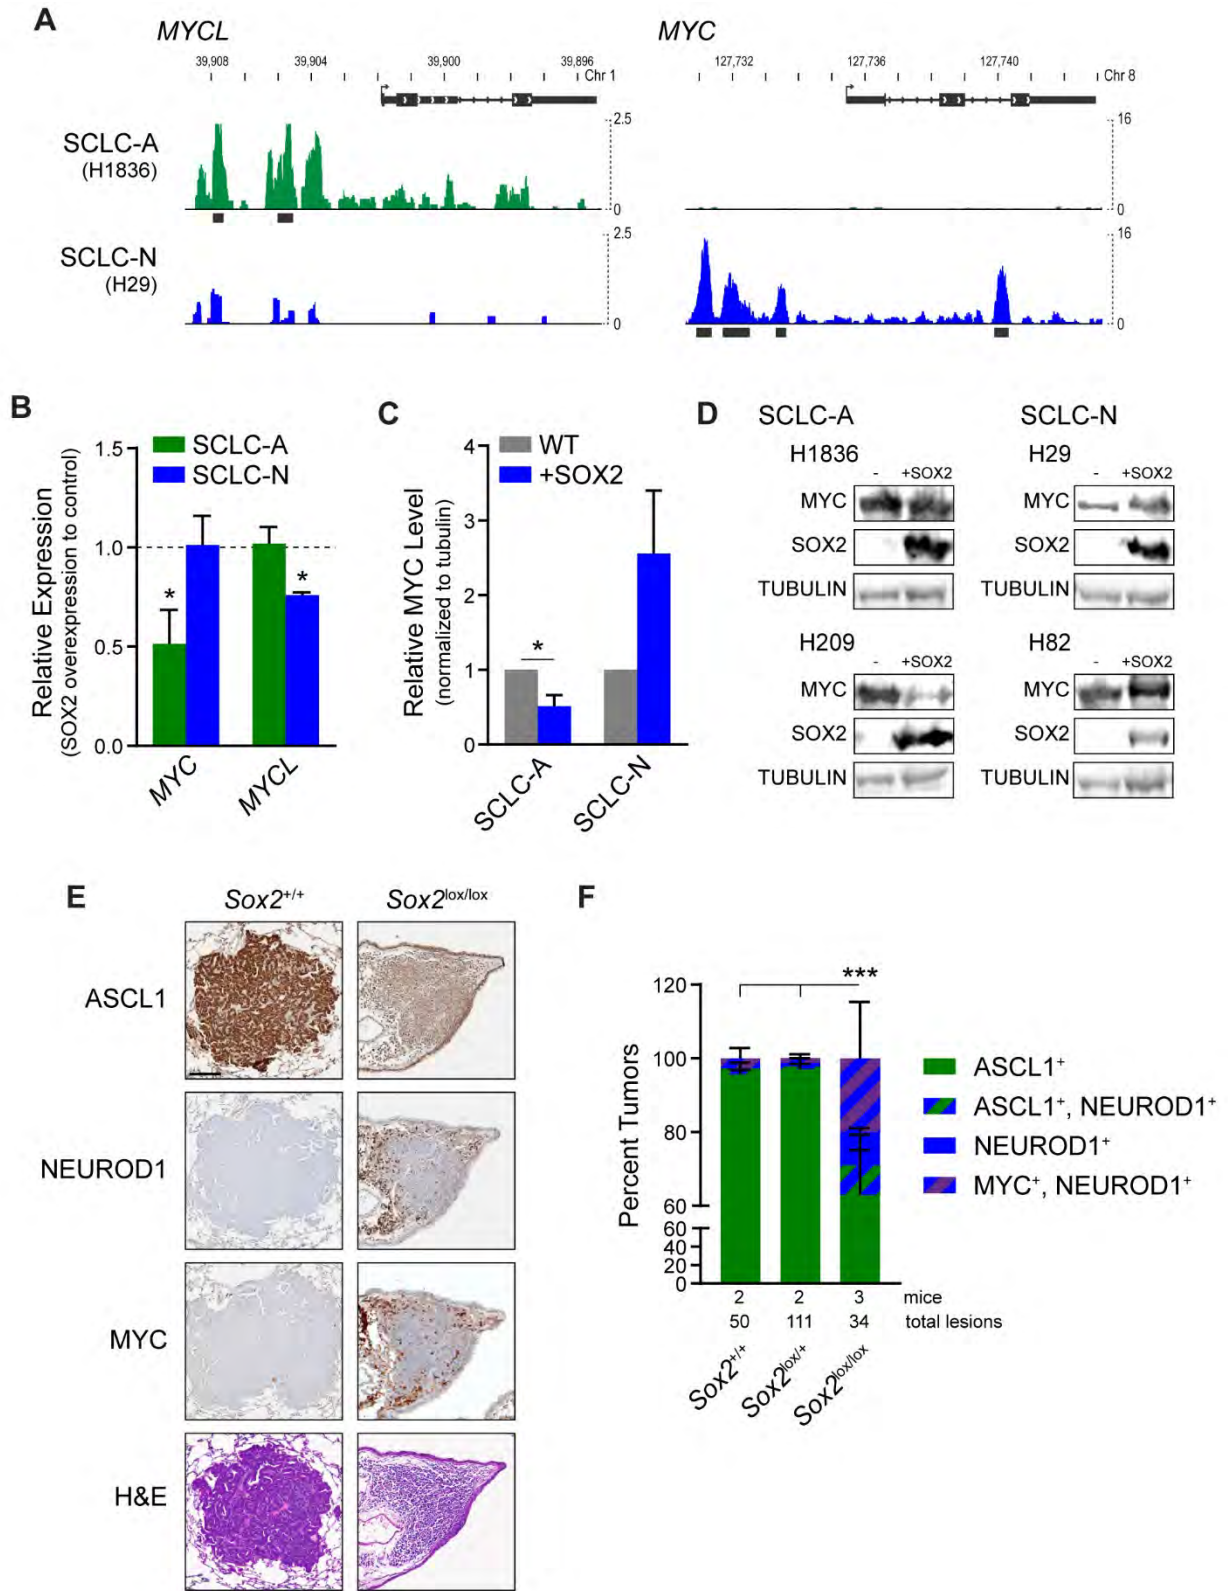 A
MYCL
MYC
39,908 39,904 39,900 39,896
Chr 1
127,732 127,736 127,740
Chr 8
SCLC-A
(H1836)
2.5
0
16
0
SCLC-N
(H29)
2.5
0
16
0
B
Relative Expression
(SOX2 overexpression to control)
1.5
1.0
0.5
0.0
SCLC-A
SCLC-N
*
*
MYC
MYCL
C
Relative MYC Level
(normalized to tubulin)
4
3
2
1
0
WT
+SOX2
*
SCLC-A
SCLC-N
D
SCLC-A
H1836
- +SOX2
MYC
SOX2
TUBULIN
H209
- +SOX2
MYC
SOX2
TUBULIN
SCLC-N
H29
- +SOX2
MYC
SOX2
TUBULIN
H82
- +SOX2
MYC
SOX2
TUBULIN
E
Sox2+/+
Sox2lox/lox
ASCL1
NEUROD1
MYC
H&E
F
Percent Tumors
120
100
80
60
60
40
20
0
***
ASCL1+
ASCL1+, NEUROD1+
NEUROD1+
MYC+, NEUROD1+
2 2 3 mice
50 111 34 total lesions
Sox2+/+
Sox2lox/+
Sox2lox/lox